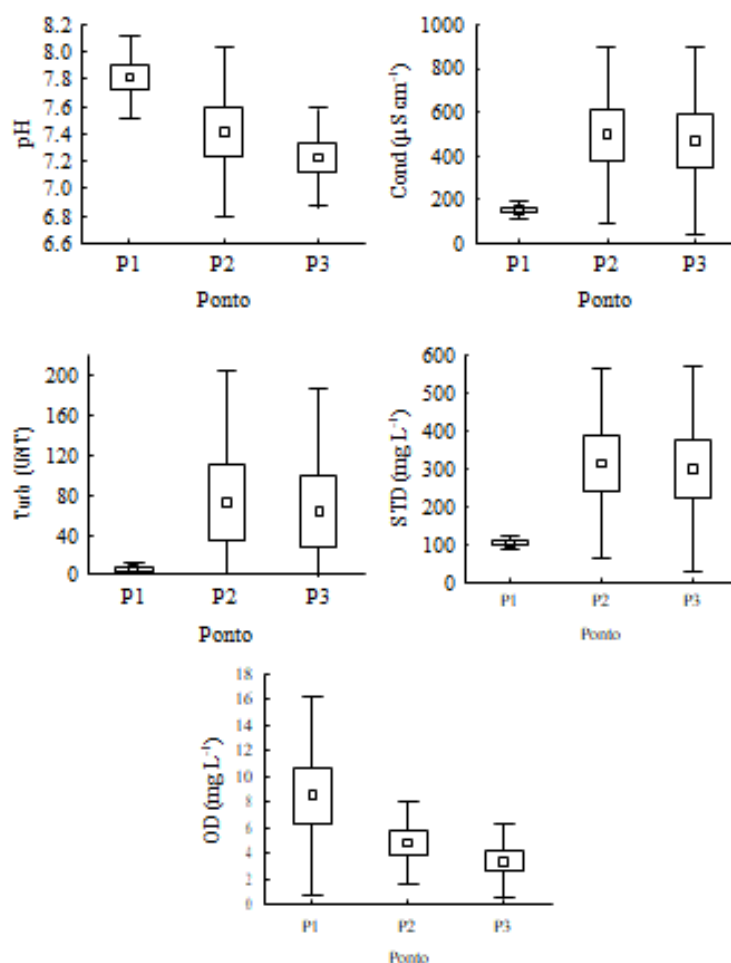 pH
8.2
8.0
7.8
7.6
7.4
7.2
7.0
6.8
6.6
P1 P2 P3
Ponto
Cond (µS cm⁻¹)
1000
800
600
400
200
0
P1 P2 P3
Ponto
Turb (UNT)
200
160
120
80
40
0
P1 P2 P3
Ponto
STD (mg L⁻¹)
600
500
400
300
200
100
0
P1 P2 P3
Ponto
OD (mg L⁻¹)
18
16
14
12
10
8
6
4
2
0
P1 P2 P3
Ponto